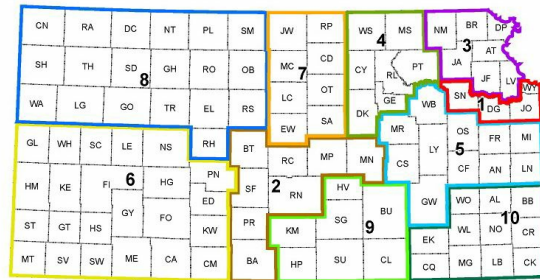 CN RA DC NT PL SM JW RP WS MS NM BR DP
SH TH SD GH RO OB MC CD CY RL PT JA AT
8 7 4 3
WA LG GO TR EL RS LC OT GE JF LV WY
EW SA DK WB SN 1 DG JO
RH
GL WH SC LE NS BT RC MP MN MR OS FR MI
PN
HM KE FI 6 HG SF 2 RN CS LY 5 CF AN LN
GY ED HV
ST GT HS FO PR KM SG BU GW WO AL BB
KW 9 10
EK WL NO CR
MT SV SW ME CA CM BA HP SU CL CQ MG LB CK